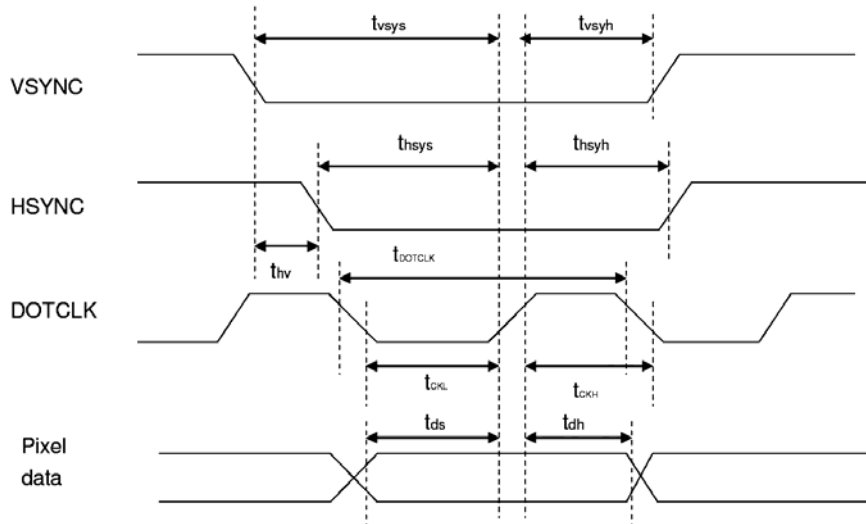 tvsys tvsyh
VSYNC
thsys thsyh
HSYNC
thv tDOTCLK
DOTCLK
tCKL tCKH
tds tdh
Pixel
data